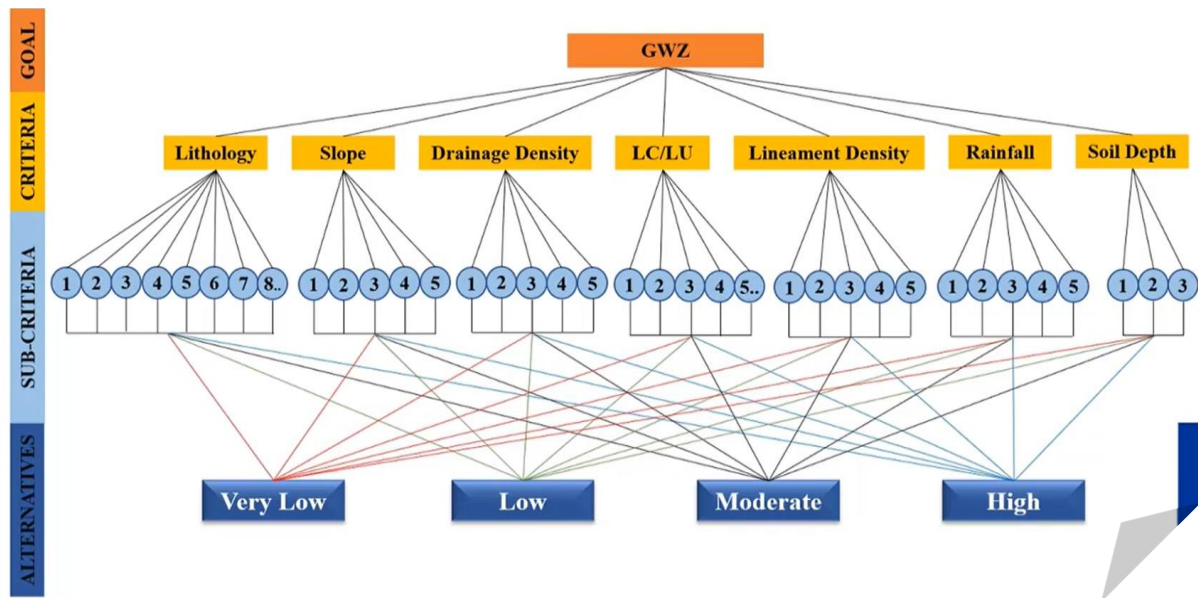 GOAL
GWZ
CRITERIA
Lithology
Slope
Drainage Density
LC/LU
Lineament Density
Rainfall
Soil Depth
SUB-CRITERIA
1 2 3 4 5 6 7 8..
1 2 3 4 5
1 2 3 4 5
1 2 3 4 5..
1 2 3 4 5
1 2 3 4 5
1 2 3
ALTERNATIVES
Very Low
Low
Moderate
High